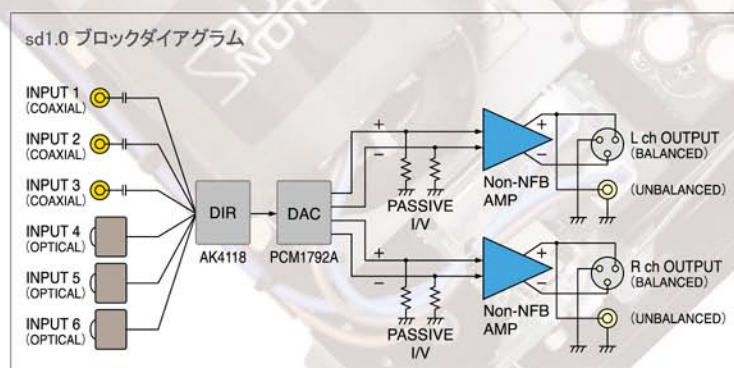 sd1.0 ブロックダイアグラム
INPUT 1
(COAXIAL)
INPUT 2
(COAXIAL)
INPUT 3
(COAXIAL)
INPUT 4
(OPTICAL)
INPUT 5
(OPTICAL)
INPUT 6
(OPTICAL)
DIR
AK4118
DAC
PCM1792A
+
−
PASSIVE
I/V
Non-NFB
AMP
+
−
L ch OUTPUT
(BALANCED)
(UNBALANCED)
+
−
PASSIVE
I/V
Non-NFB
AMP
+
−
R ch OUTPUT
(BALANCED)
(UNBALANCED)